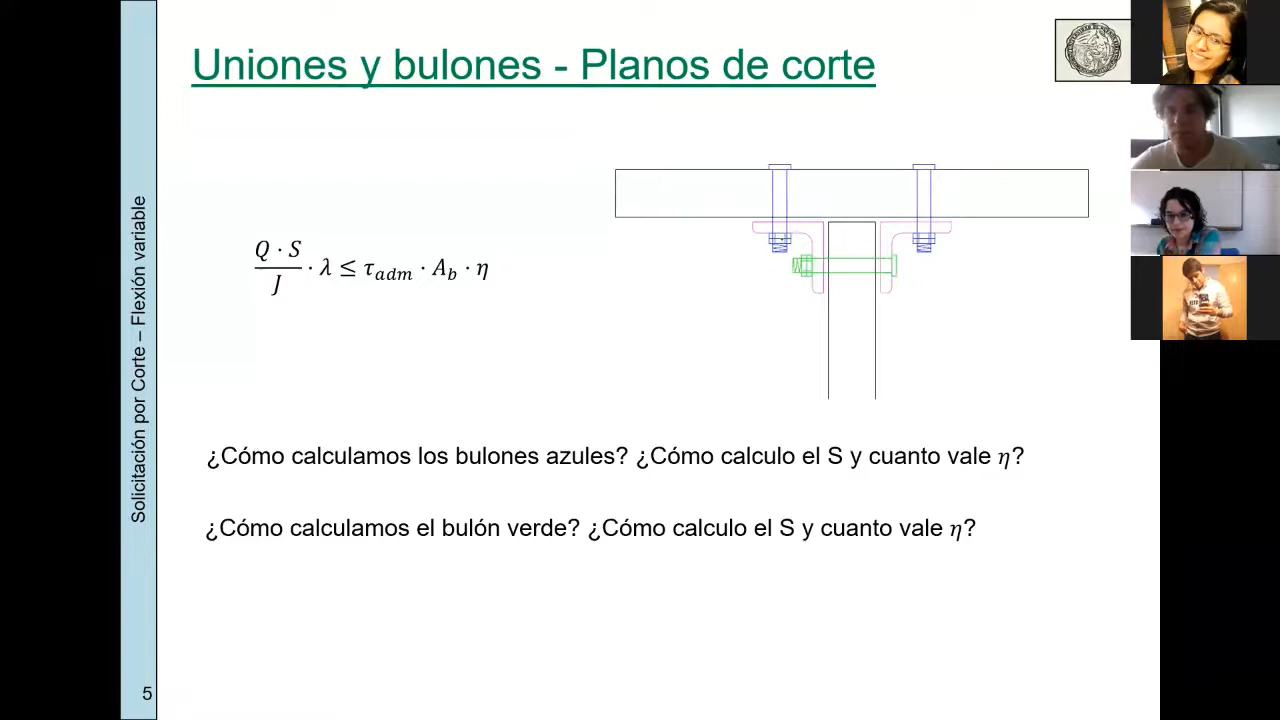 Uniones y bulones - Planos de corte
Solicitación por Corte – Flexión variable
Q · S
J
· λ ≤ τadm · Ab · η
¿Cómo calculamos los bulones azules? ¿Cómo calculo el S y cuanto vale η?
¿Cómo calculamos el bulón verde? ¿Cómo calculo el S y cuanto vale η?
5